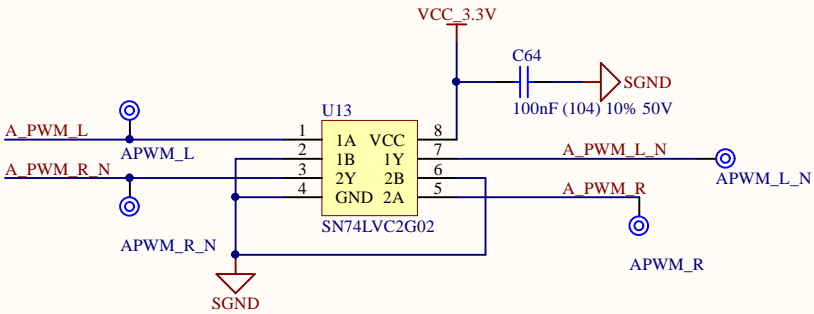 VCC_3.3V
C64
SGND
100nF (104) 10% 50V
U13
A_PWM_L
1 1A VCC 8
A_PWM_L_N
APWM_L
2 1B 1Y 7
A_PWM_R_N
3 2Y 2B 6
APWM_L_N
A_PWM_R
4 GND 2A 5
SN74LVC2G02
APWM_R_N
APWM_R
SGND